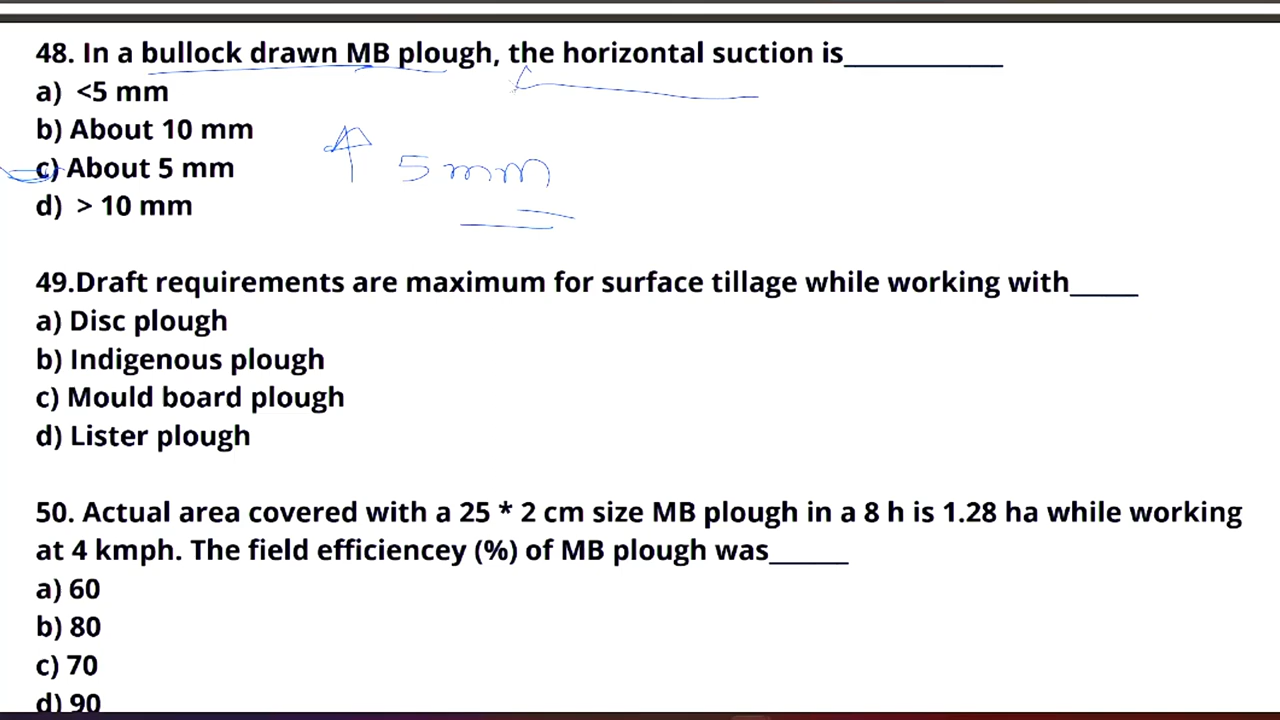 48. In a bullock drawn MB plough, the horizontal suction is____________
a) <5 mm
b) About 10 mm
c) About 5 mm
5 mm
d) > 10 mm
49.Draft requirements are maximum for surface tillage while working with_____
a) Disc plough
b) Indigenous plough
c) Mould board plough
d) Lister plough
50. Actual area covered with a 25 * 2 cm size MB plough in a 8 h is 1.28 ha while working
at 4 kmph. The field efficiencey (%) of MB plough was______
a) 60
b) 80
c) 70
d) 90